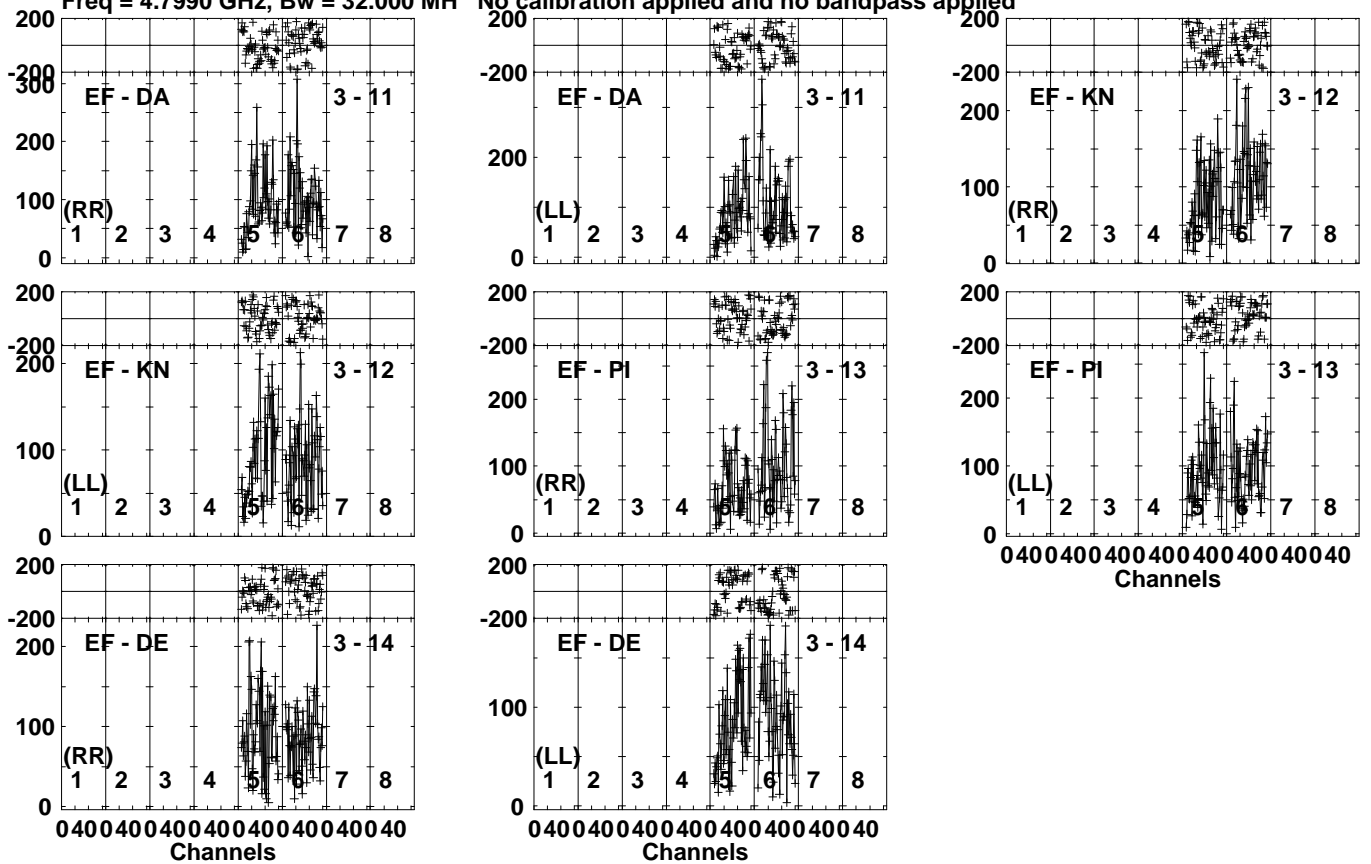 Freq = 4.7990 GHz, Bw = 32.000 MH No calibration applied and no bandpass applied
200
-200
300
200
100
0
EF - DA 3 - 11
(RR)
1 2 3 4 5 6 7 8
200
-200
200
0
EF - DA 3 - 11
(LL)
1 2 3 4 5 6 7 8
200
-200
200
100
0
EF - KN 3 - 12
(RR)
1 2 3 4 5 6 7 8
200
-200
200
100
0
EF - KN 3 - 12
(LL)
1 2 3 4 5 6 7 8
200
-200
200
100
0
EF - PI 3 - 13
(RR)
1 2 3 4 5 6 7 8
200
-200
200
100
0
EF - PI 3 - 13
(LL)
1 2 3 4 5 6 7 8
0 40 0 40 0 40 0 40 0 40 0 40 0 40 0 40
Channels
200
-200
200
100
0
EF - DE 3 - 14
(RR)
1 2 3 4 5 6 7 8
0 40 0 40 0 40 0 40 0 40 0 40 0 40 0 40
Channels
200
-200
100
0
EF - DE 3 - 14
(LL)
1 2 3 4 5 6 7 8
0 40 0 40 0 40 0 40 0 40 0 40 0 40 0 40
Channels